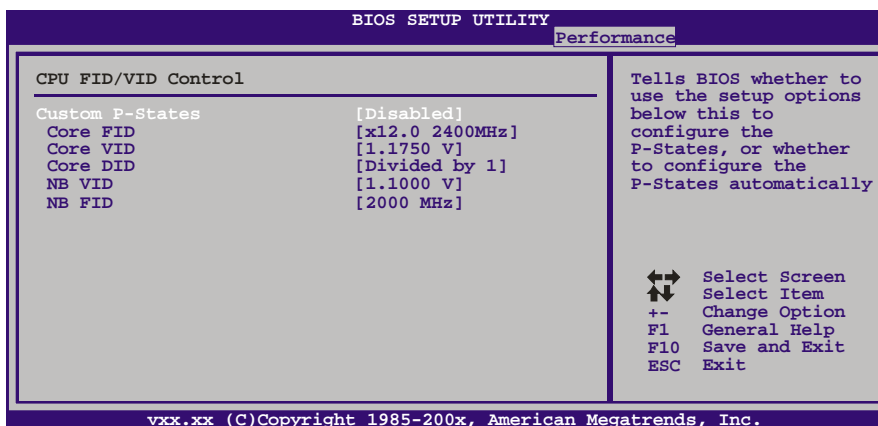 BIOS SETUP UTILITY
Performance
CPU FID/VID Control
Custom P-States [Disabled]
Core FID [x12.0 2400MHz]
Core VID [1.1750 V]
Core DID [Divided by 1]
NB VID [1.1000 V]
NB FID [2000 MHz]
Tells BIOS whether to
use the setup options
below this to
configure the
P-States, or whether
to configure the
P-States automatically
Select Screen
Select Item
+- Change Option
F1 General Help
F10 Save and Exit
ESC Exit
vxx.xx (C)Copyright 1985-200x, American Megatrends, Inc.